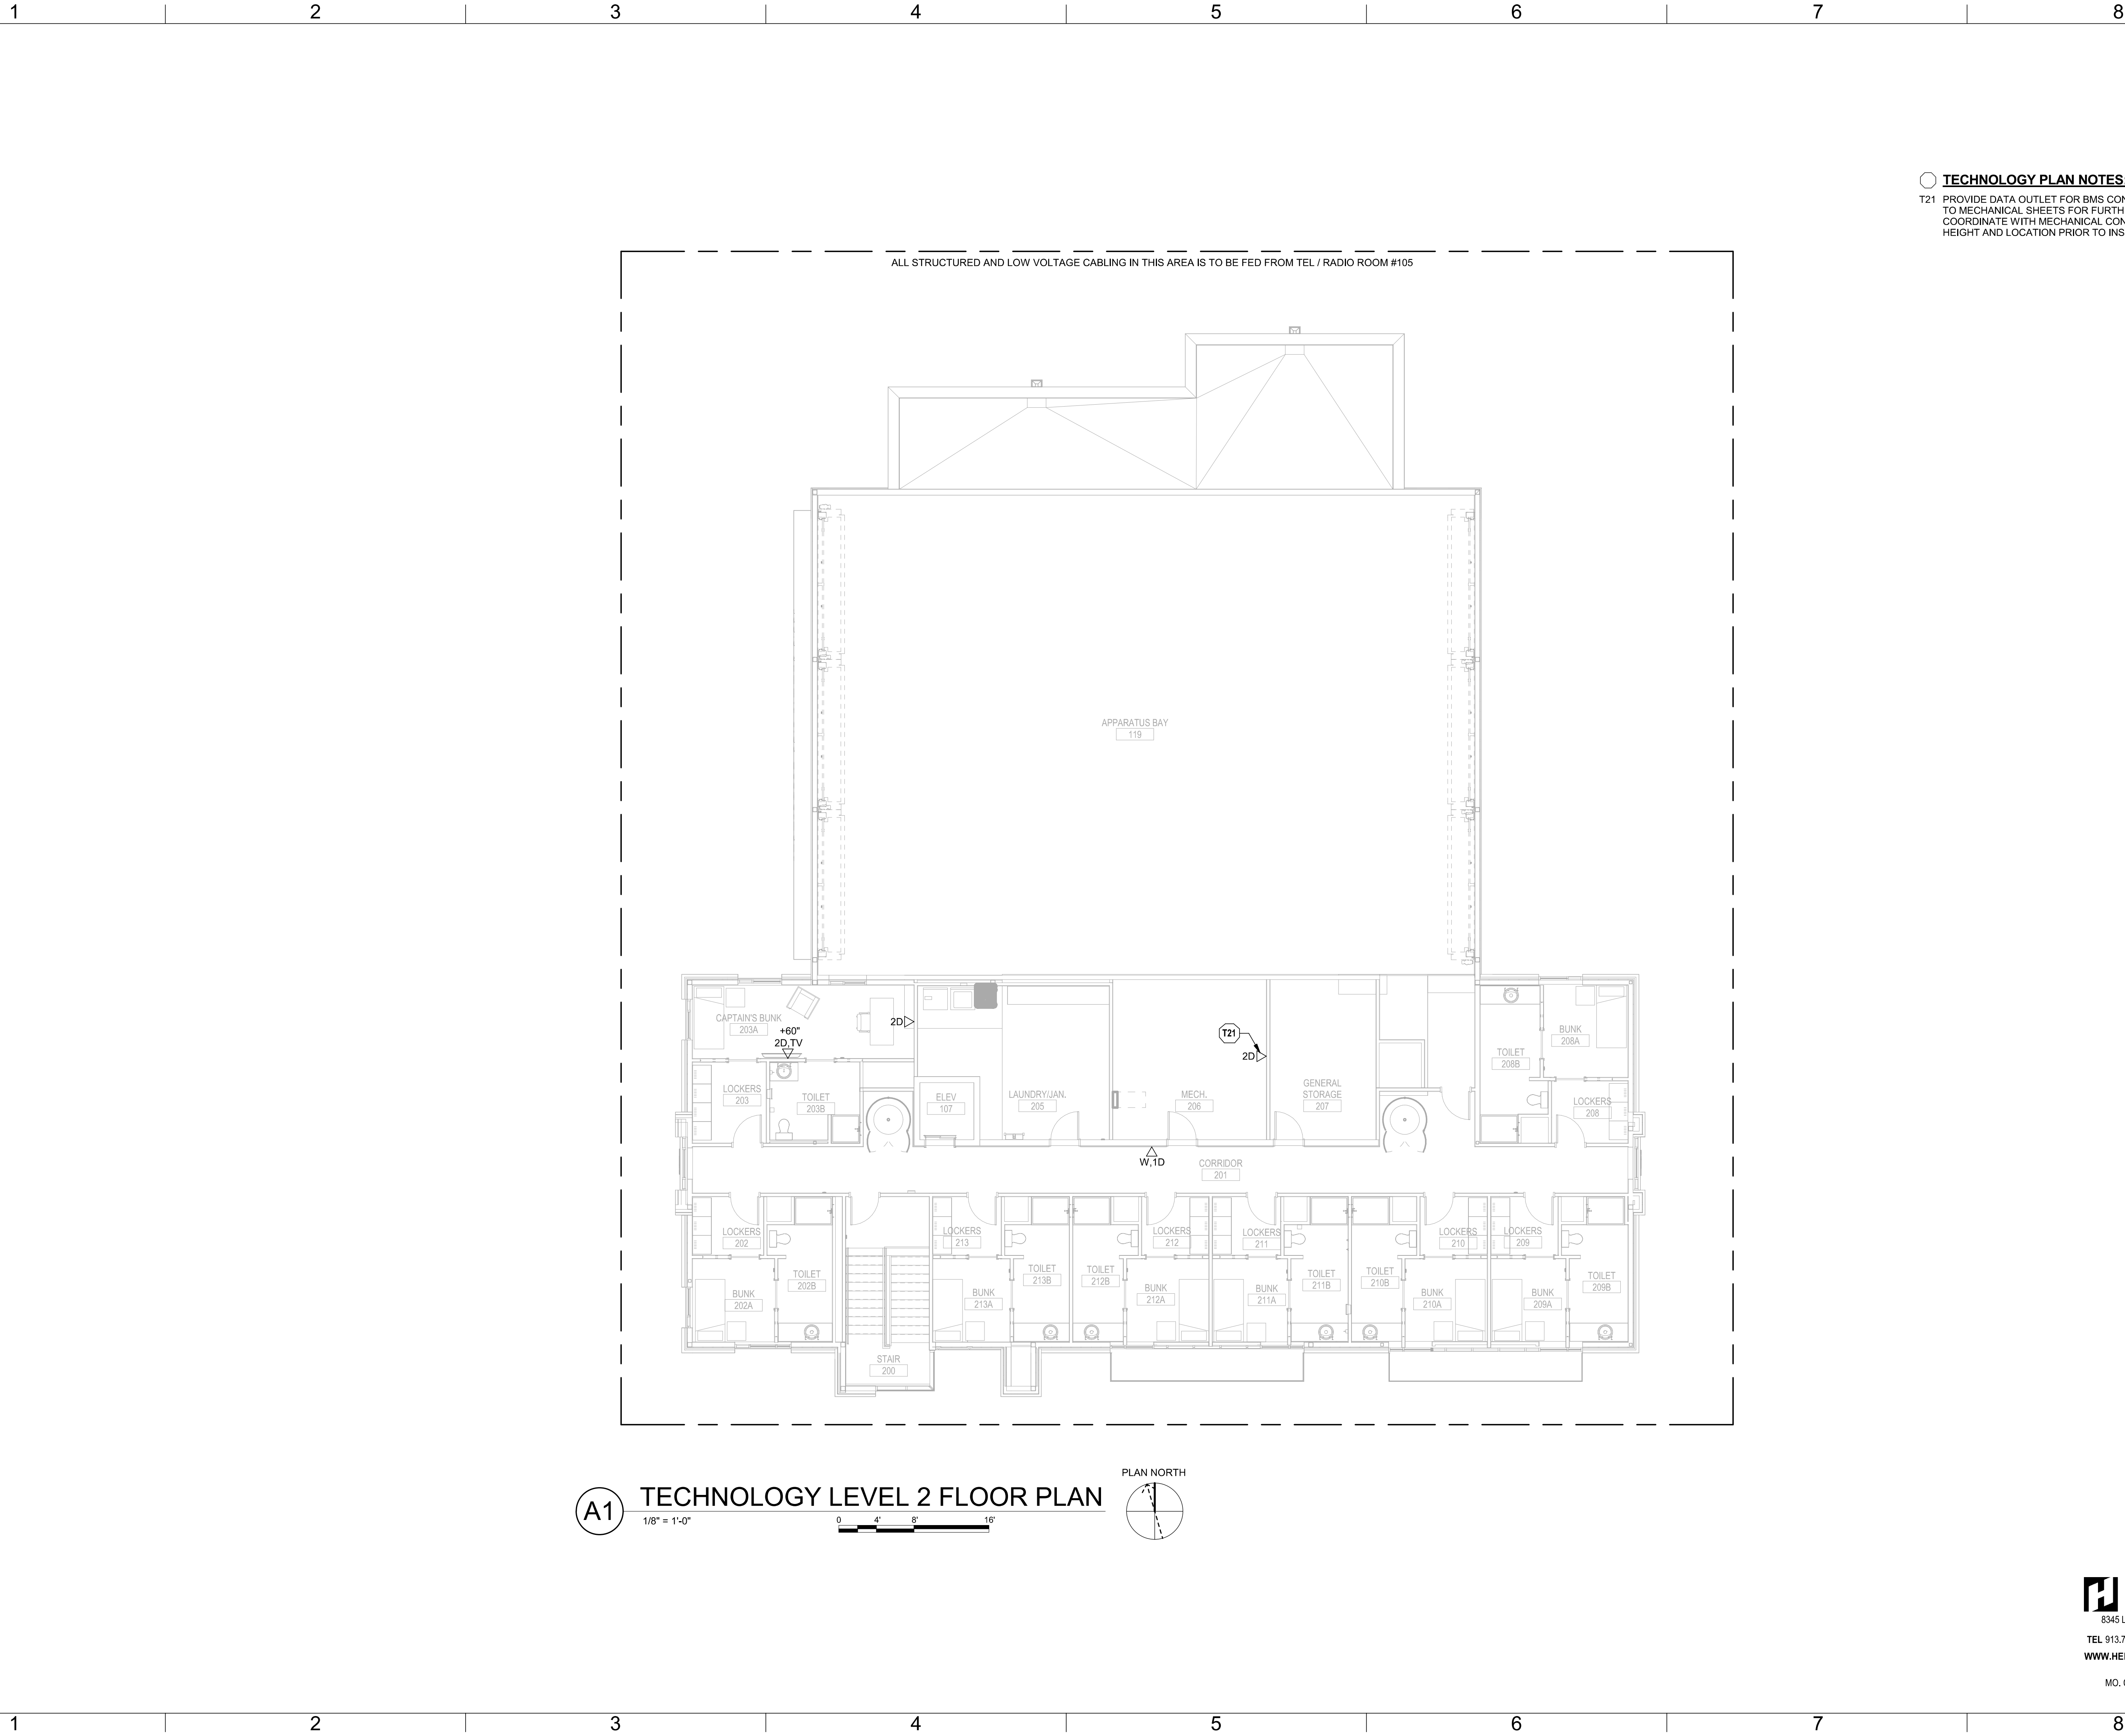 1 2 3 4 5 6 7 8
TECHNOLOGY PLAN NOTES
T21 PROVIDE DATA OUTLET FOR BMS
TO MECHANICAL SHEETS FOR
COORDINATE WITH MECHANICAL
HEIGHT AND LOCATION PRIOR TO
ALL STRUCTURED AND LOW VOLTAGE CABLING IN THIS AREA IS TO BE FED FROM TEL / RADIO ROOM #105
APPARATUS BAY
119
CAPTAIN'S BUNK
203A
+60"
2D,TV
2D
T21
2D
BUNK
208A
TOILET
208B
LOCKERS
203
TOILET
203B
ELEV
107
LAUNDRY/JAN.
205
MECH.
206
GENERAL
STORAGE
207
LOCKERS
208
W,1D
CORRIDOR
201
LOCKERS
202
LOCKERS
213
LOCKERS
212
LOCKERS
211
LOCKERS
210
LOCKERS
209
TOILET
202B
TOILET
213B
TOILET
212B
TOILET
211B
TOILET
210B
TOILET
209B
BUNK
202A
BUNK
213A
BUNK
212A
BUNK
211A
BUNK
210A
BUNK
209A
STAIR
200
PLAN NORTH
A1
TECHNOLOGY LEVEL 2 FLOOR PLAN
1/8" = 1'-0"
0 4' 8' 16'
8345
TEL 913.7
WWW.HE
MO.
1 2 3 4 5 6 7 8